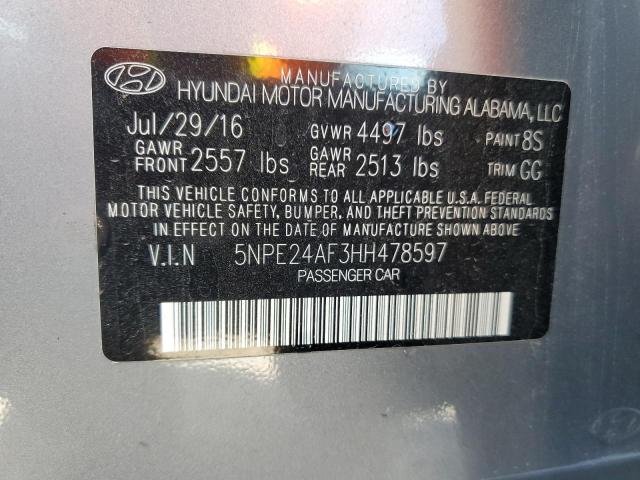 MANUFACTURED BY
HYUNDAI MOTOR MANUFACTURING ALABAMA, LLC
Jul/29/16 GVWR 4497 lbs PAINT 8S
GAWR FRONT 2557 lbs GAWR REAR 2513 lbs TRIM GG
THIS VEHICLE CONFORMS TO ALL APPLICABLE U.S.A. FEDERAL
MOTOR VEHICLE SAFETY, BUMPER, AND THEFT PREVENTION STANDARDS
IN EFFECT ON THE DATE OF MANUFACTURE SHOWN ABOVE.
V.I.N 5NPE24AF3HH478597
PASSENGER CAR